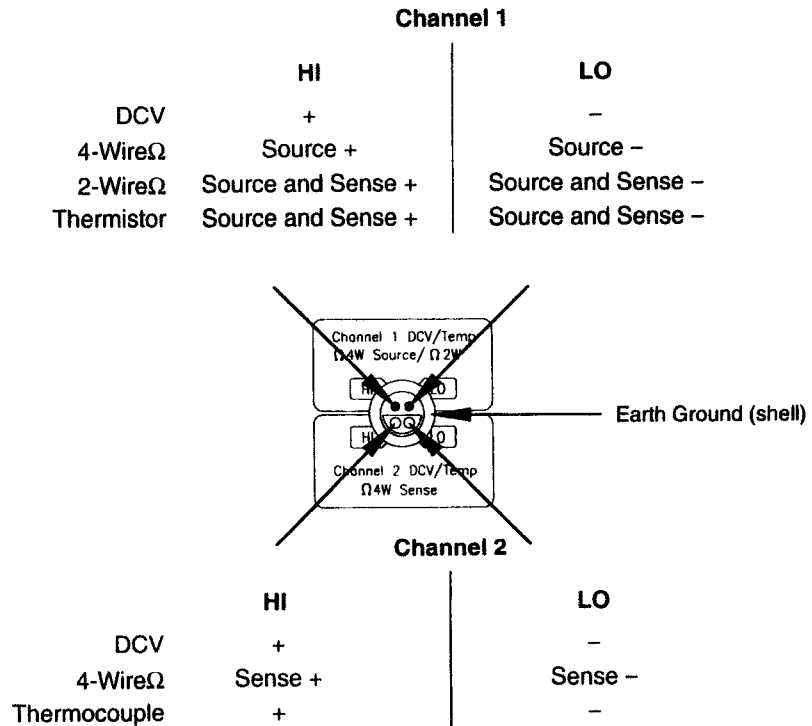 Channel 1
HI LO
DCV + –
4-WireΩ Source + Source –
2-WireΩ Source and Sense + Source and Sense –
Thermistor Source and Sense + Source and Sense –
Channel 1 DCV/Temp
Ω4W Source/Ω2W
HI LO
Earth Ground (shell)
HI LO
Channel 2 DCV/Temp
Ω4W Sense
Channel 2
HI LO
DCV + –
4-WireΩ Sense + Sense –
Thermocouple + –